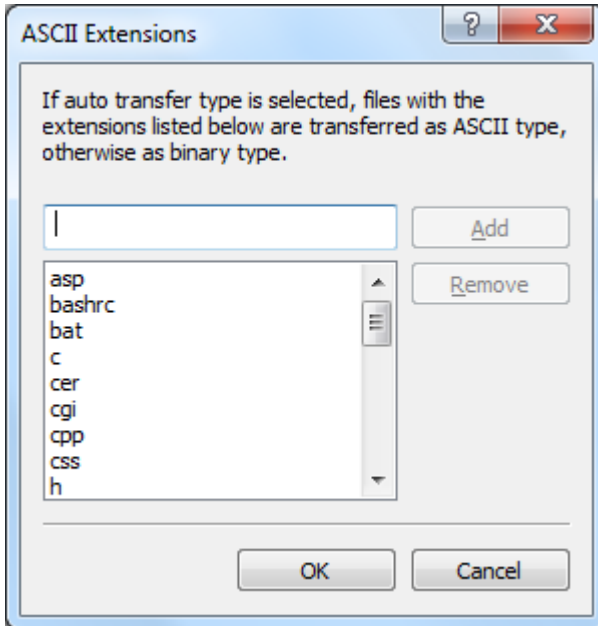 ASCII Extensions
If auto transfer type is selected, files with the
extensions listed below are transferred as ASCII type,
otherwise as binary type.
Add
asp
Remove
bashrc
bat
c
cer
cgi
cpp
css
h
OK
Cancel